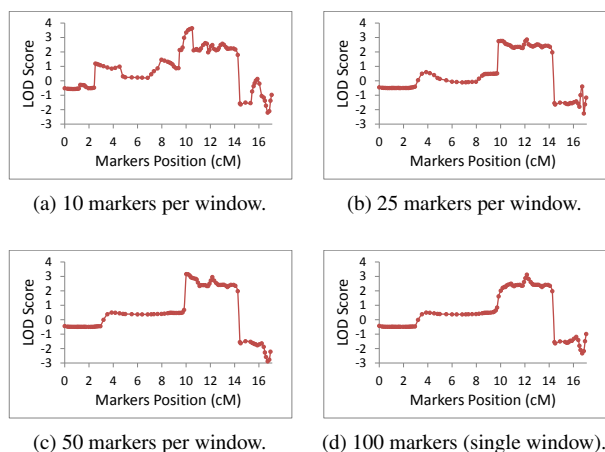 4
3
2
1
0
-1
-2
-3
LOD Score
0 2 4 6 8 10 12 14 16
Markers Position (cM)
(a) 10 markers per window.
4
3
2
1
0
-1
-2
-3
LOD Score
0 2 4 6 8 10 12 14 16
Markers Position (cM)
(b) 25 markers per window.
4
3
2
1
0
-1
-2
-3
LOD Score
0 2 4 6 8 10 12 14 16
Markers Position (cM)
(c) 50 markers per window.
4
3
2
1
0
-1
-2
-3
LOD Score
0 2 4 6 8 10 12 14 16
Markers Position (cM)
(d) 100 markers (single window).